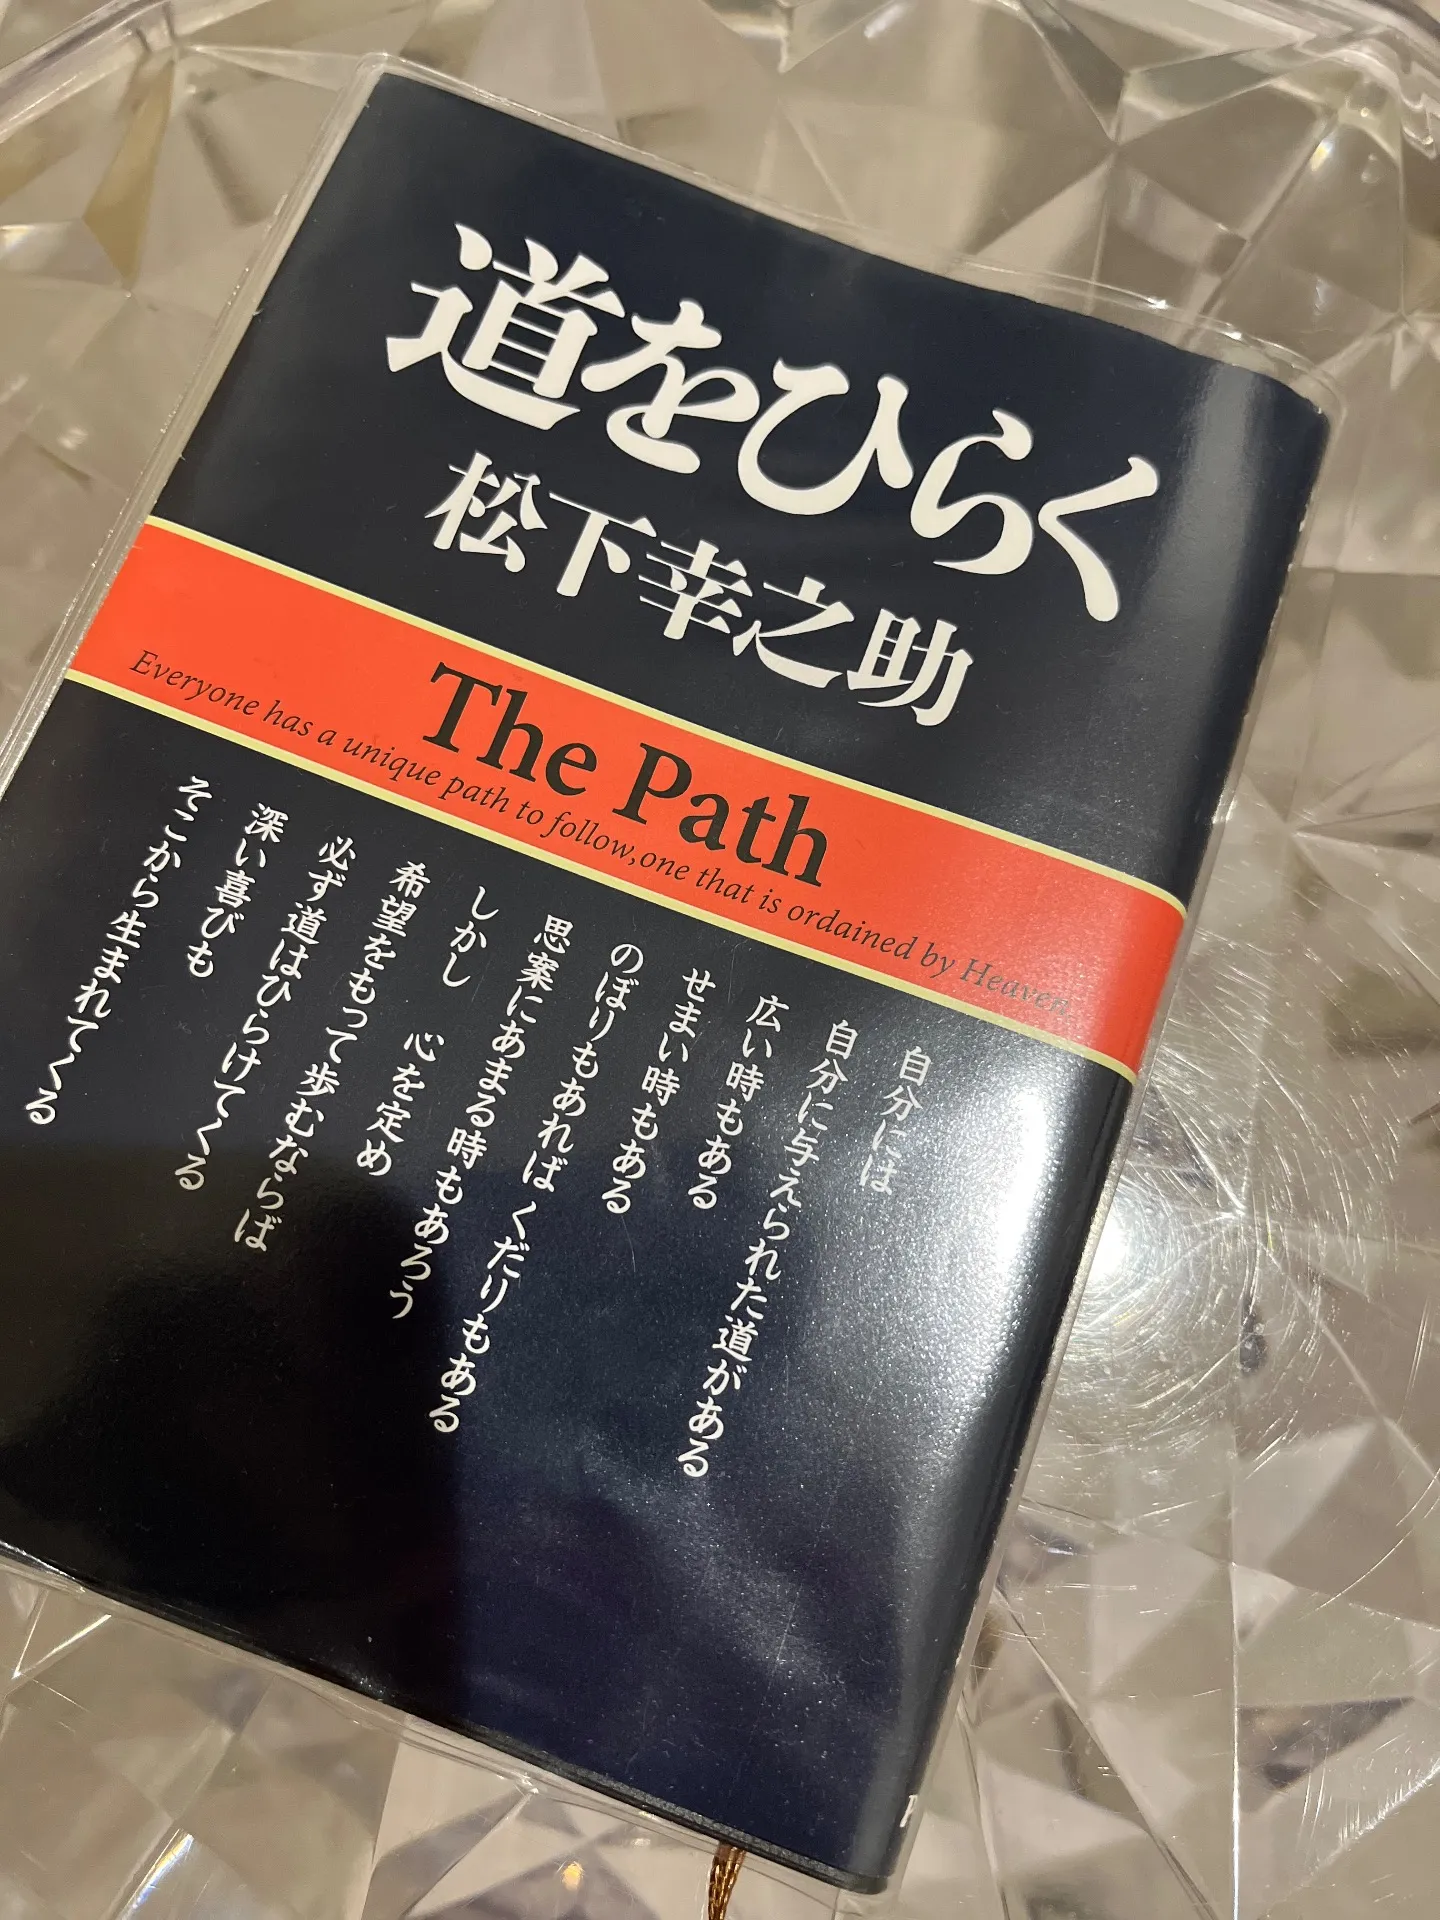 道をひらく
松下幸之助
The Path
Everyone has a unique path to follow,one that is ordained by Heaven.
自分には
自分に与えられた道がある
広い時もある
せまい時もある
のぼりもあれば くだりもある
思案にあまる時もあろう
しかし 心を定め
希望をもって歩むならば
必ず道はひらけてくる
深い喜びも
そこから生まれてくる